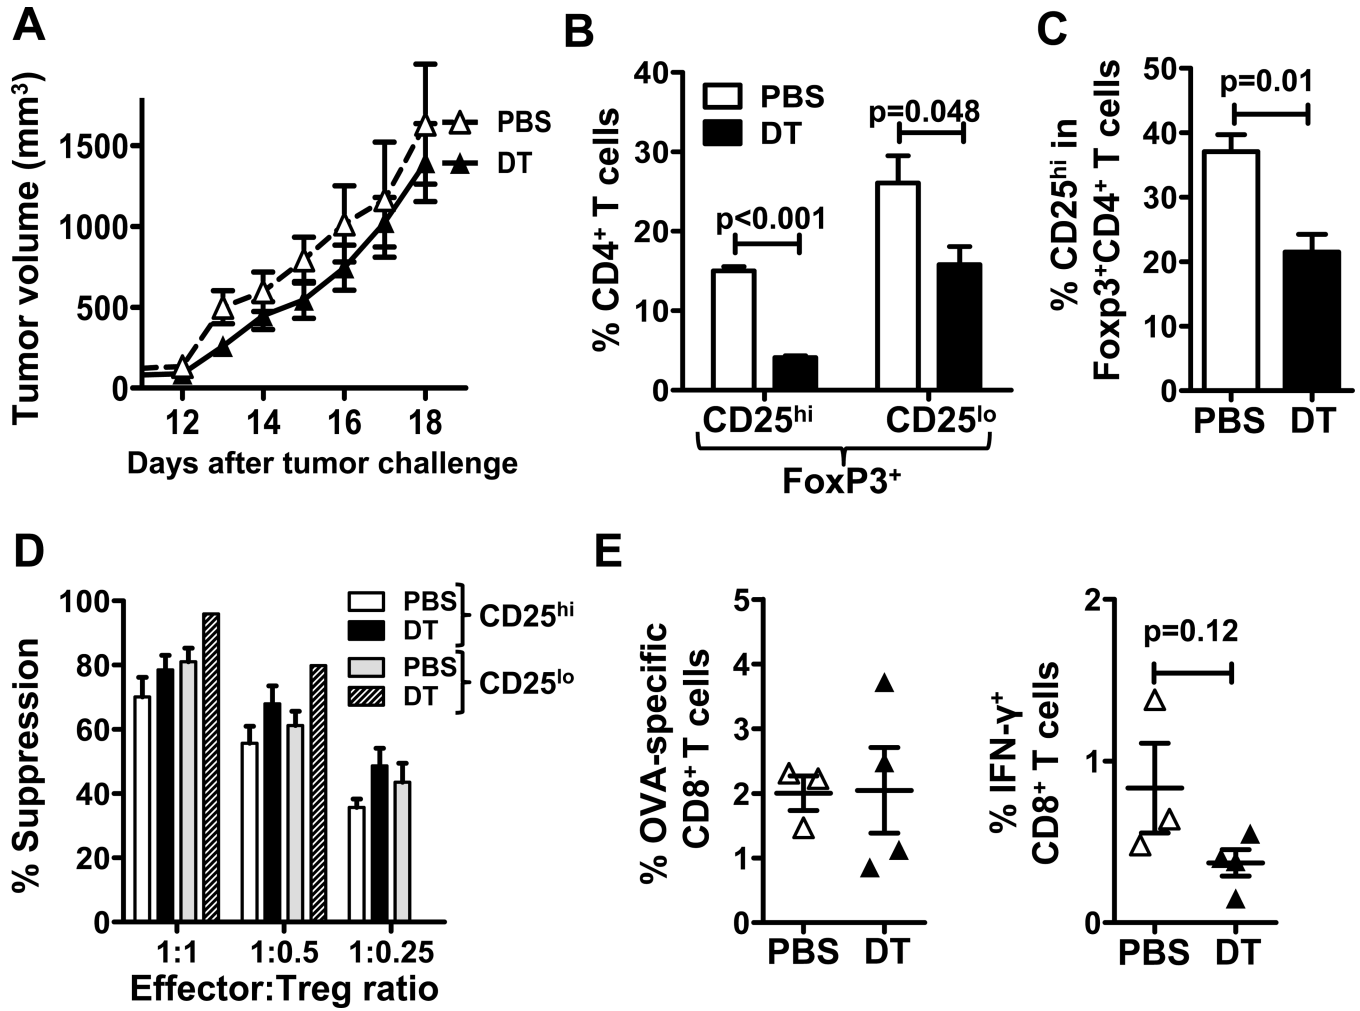 A
Tumor volume (mm³)
1500
1000
500
0
12 14 16 18
Days after tumor challenge
PBS
DT
B
% CD4⁺ T cells
40
30
20
10
0
PBS
DT
p<0.001
p=0.048
CD25ʰⁱ CD25ˡᵒ
FoxP3⁺
C
% CD25ʰⁱ in
Foxp3⁺CD4⁺ T cells
50
40
30
20
10
0
p=0.01
PBS DT
D
% Suppression
100
80
60
40
20
0
PBS
DT
CD25ʰⁱ
PBS
DT
CD25ˡᵒ
1:1 1:0.5 1:0.25
Effector:Treg ratio
E
% OVA-specific
CD8⁺ T cells
5
4
3
2
1
0
PBS DT
% IFN-γ⁺
CD8⁺ T cells
2
1
0
p=0.12
PBS DT